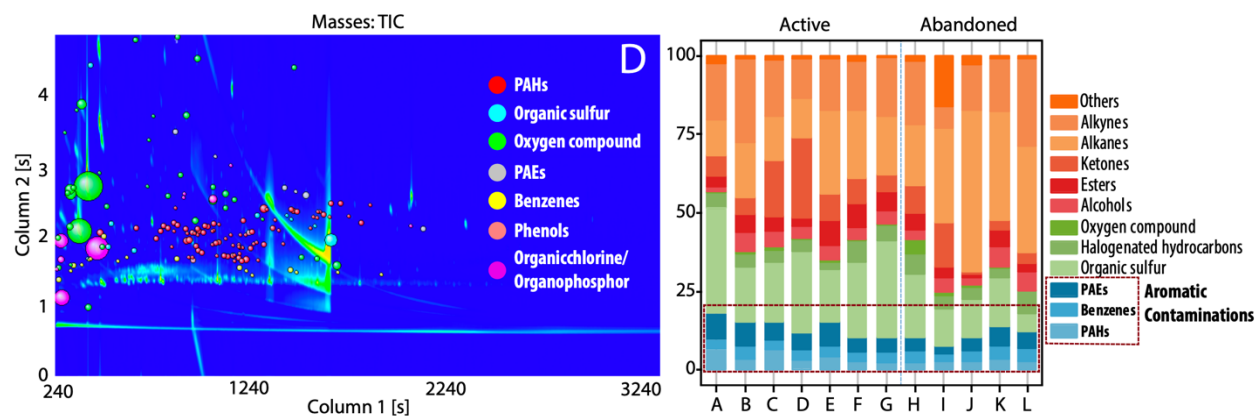 Masses: TIC
D
PAHs
Organic sulfur
Oxygen compound
PAEs
Benzenes
Phenols
Organicchlorine/
Organophosphor
Column 2 [s]
4
3
2
1
0
240
1240
2240
3240
Column 1 [s]
Active
Abandoned
100
75
50
25
0
A
B
C
D
E
F
G
H
I
J
K
L
Others
Alkynes
Alkanes
Ketones
Esters
Alcohols
Oxygen compound
Halogenated hydrocarbons
Organic sulfur
PAEs
Benzenes
PAHs
Aromatic
Contaminations